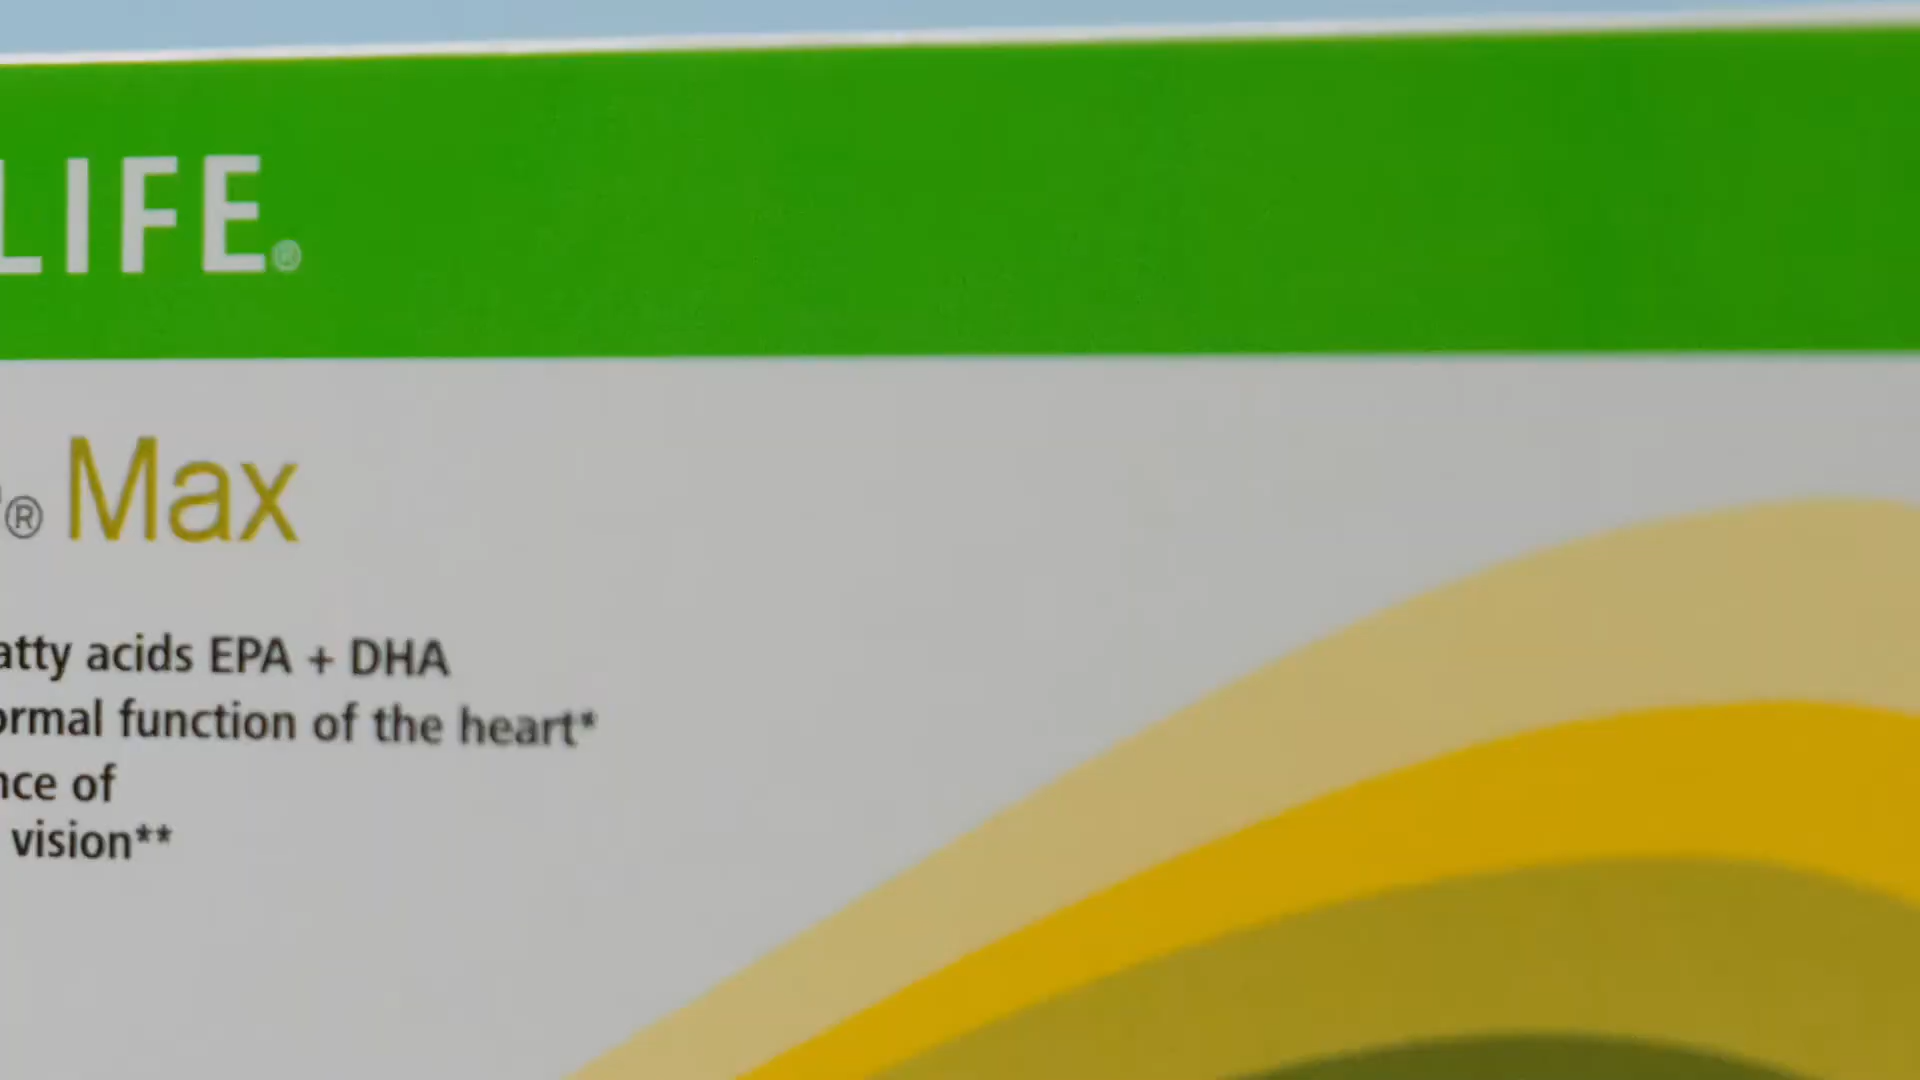 LIFE®
® Max
atty acids EPA + DHA
ormal function of the heart*
nce of
vision**